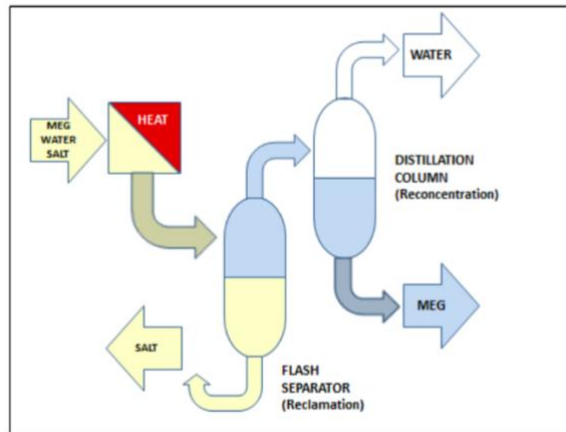 WATER
MEG
WATER
SALT
HEAT
DISTILLATION
COLUMN
(Reconcentration)
MEG
SALT
FLASH
SEPARATOR
(Reclamation)